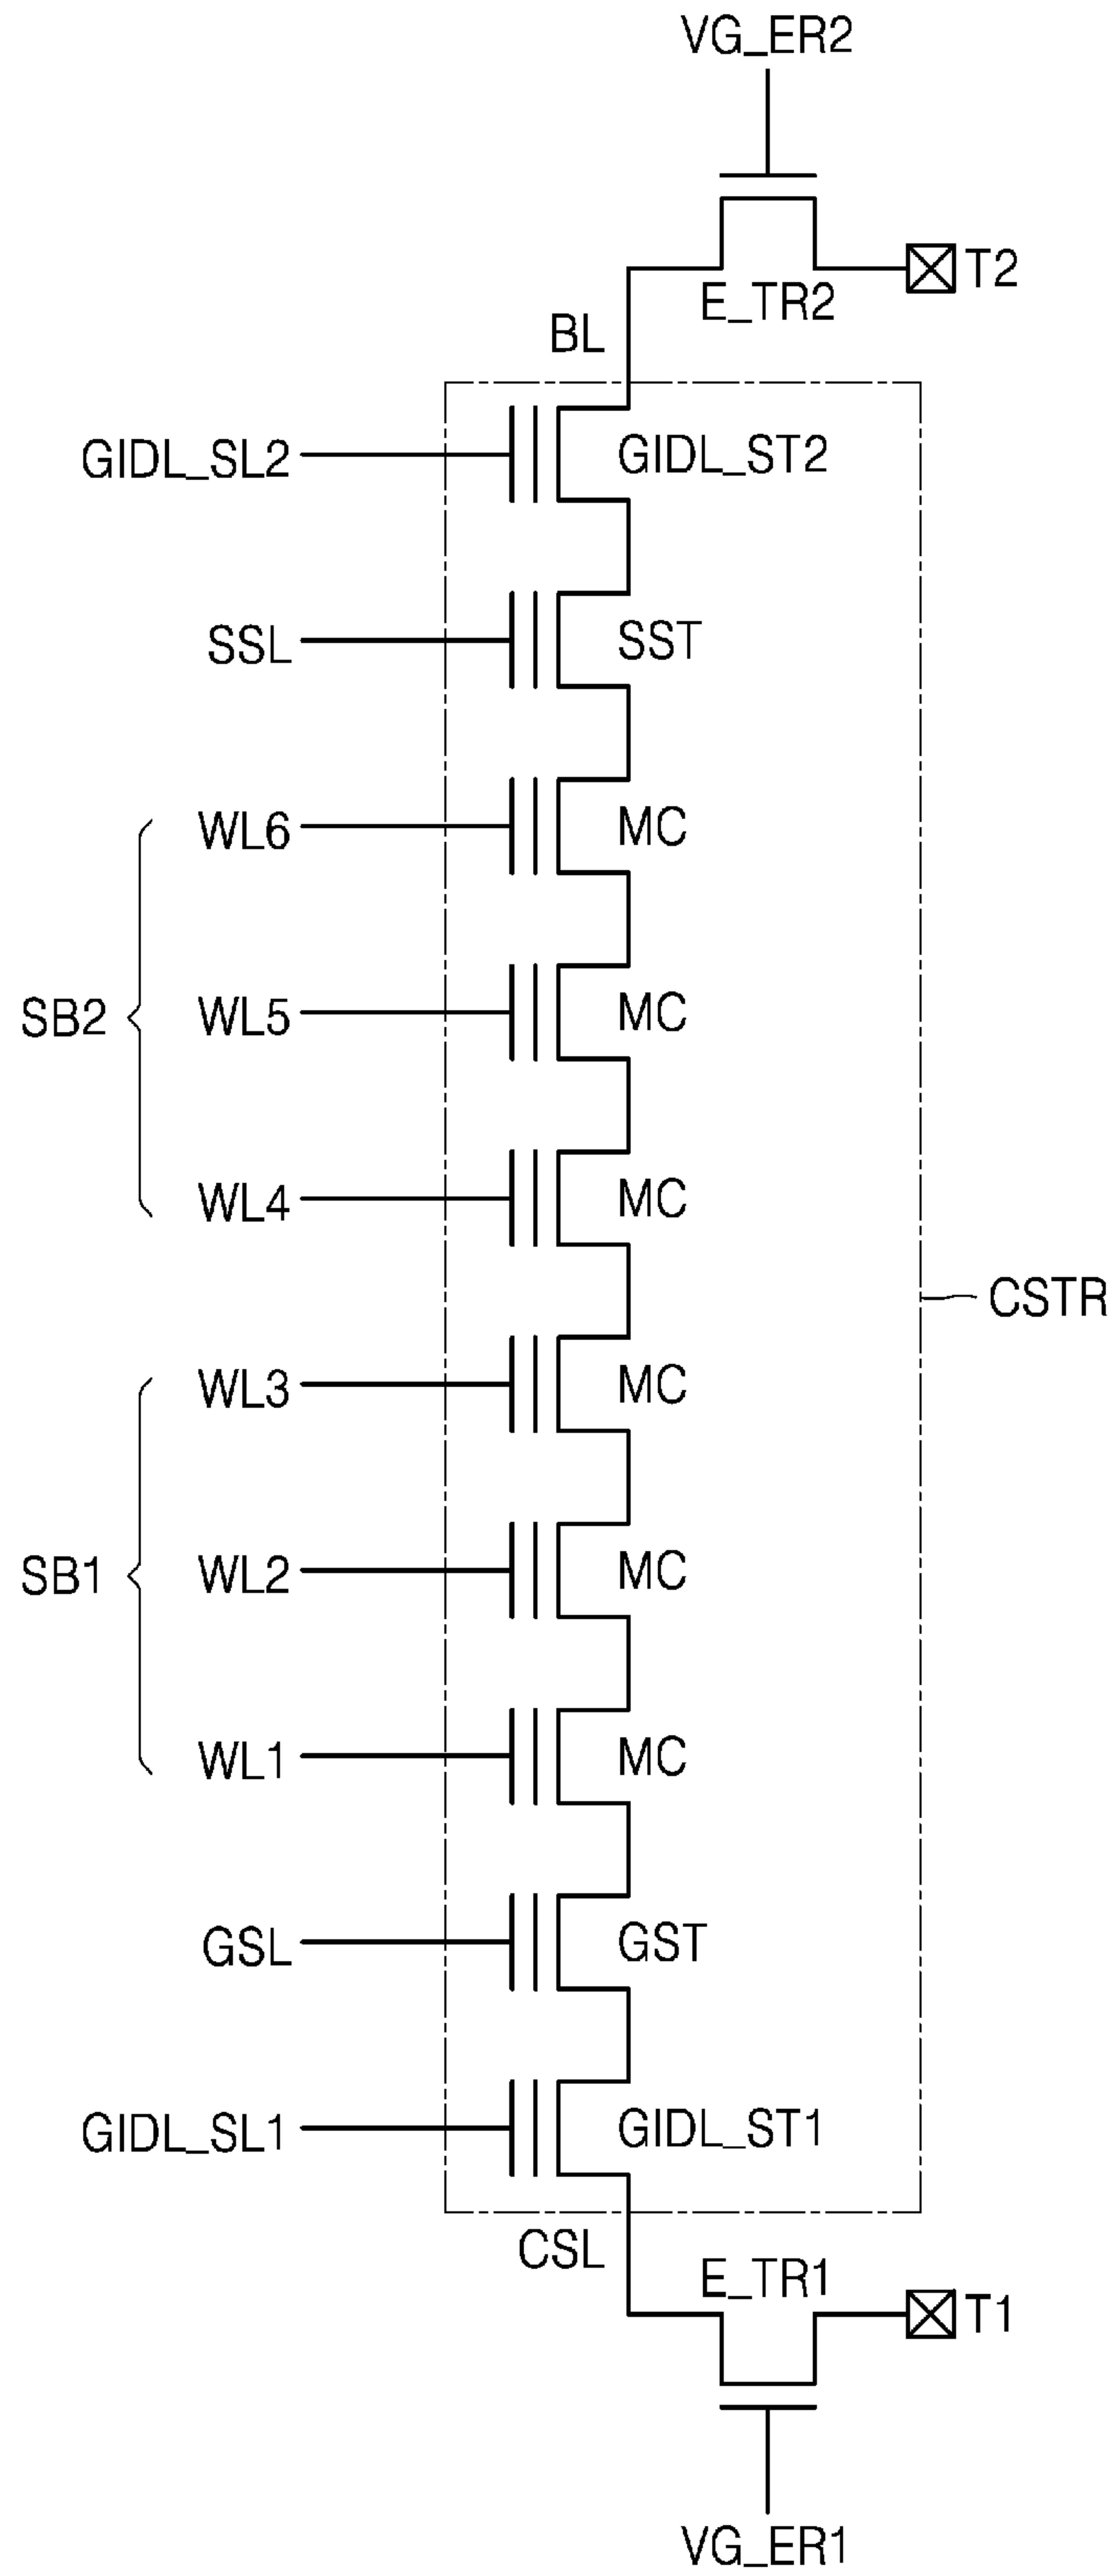 VG_ER2
T2
E_TR2
BL
GIDL_SL2 GIDL_ST2
SSL SST
WL6 MC
SB2 WL5 MC
WL4 MC
CSTR
WL3 MC
SB1 WL2 MC
WL1 MC
GSL GST
GIDL_SL1 GIDL_ST1
CSL
E_TR1
T1
VG_ER1